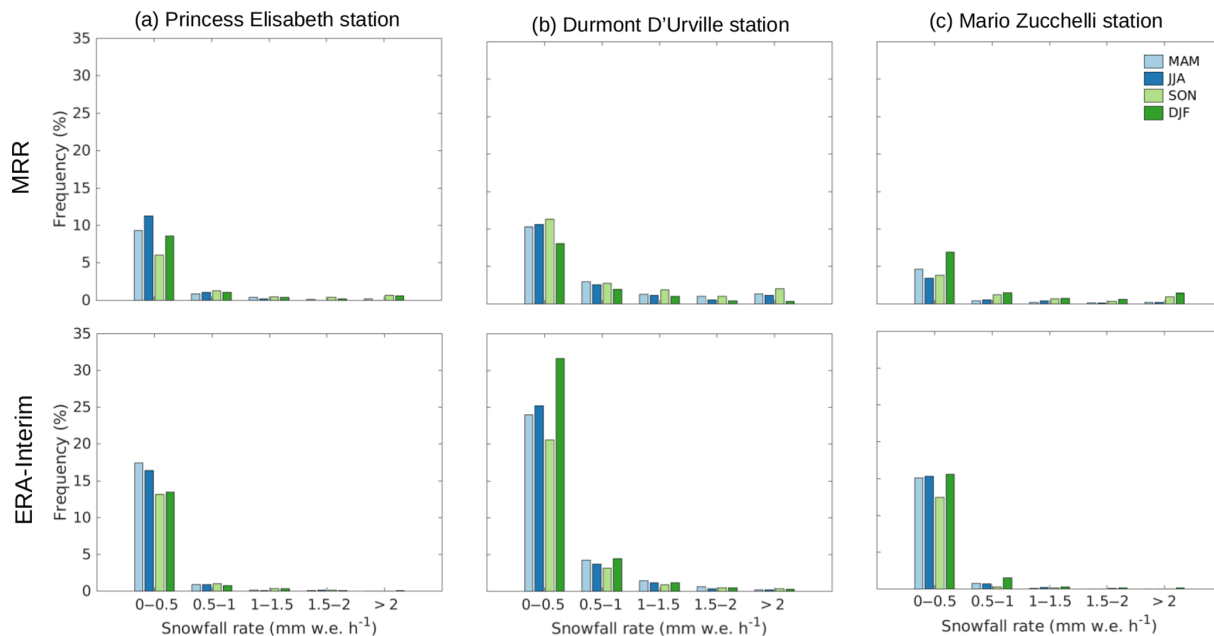 (a) Princess Elisabeth station
(b) Durmont D'Urville station
(c) Mario Zucchelli station
MRR
Frequency (%)
35
30
25
20
15
10
5
0
MAM
JJA
SON
DJF
ERA-Interim
Frequency (%)
35
30
25
20
15
10
5
0
0−0.5 0.5−1 1−1.5 1.5−2 > 2
Snowfall rate (mm w.e. h⁻¹)
0−0.5 0.5−1 1−1.5 1.5−2 > 2
Snowfall rate (mm w.e. h⁻¹)
0−0.5 0.5−1 1−1.5 1.5−2 > 2
Snowfall rate (mm w.e. h⁻¹)